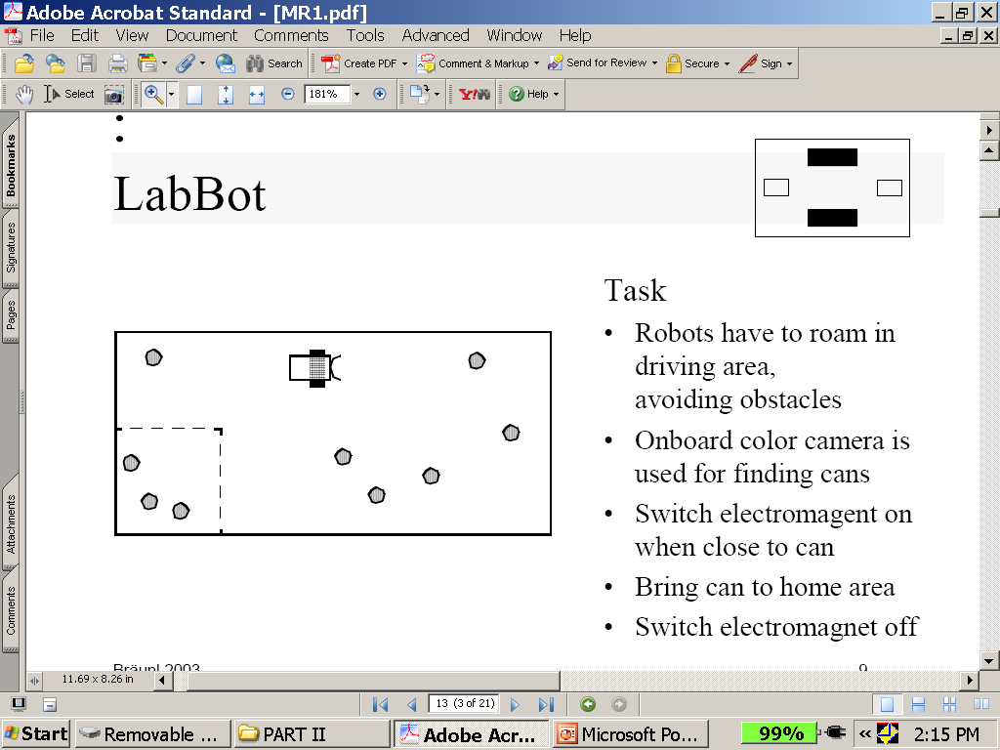 Adobe Acrobat Standard - [MR1.pdf]
File Edit View Document Comments Tools Advanced Window Help
Search Create PDF Comment & Markup Send for Review Secure Sign
Select 181% Y! Help
Bookmarks
Signatures
Pages
Attachments
Comments
•
•
LabBot
Task
• Robots have to roam in
driving area,
avoiding obstacles
• Onboard color camera is
used for finding cans
• Switch electromagent on
when close to can
• Bring can to home area
• Switch electromagnet off
Bräunl 2003 9
11.69 x 8.26 in
13 (3 of 21)
Start Removable ... PART II Adobe Acr... Microsoft Po... 99% « 2:15 PM